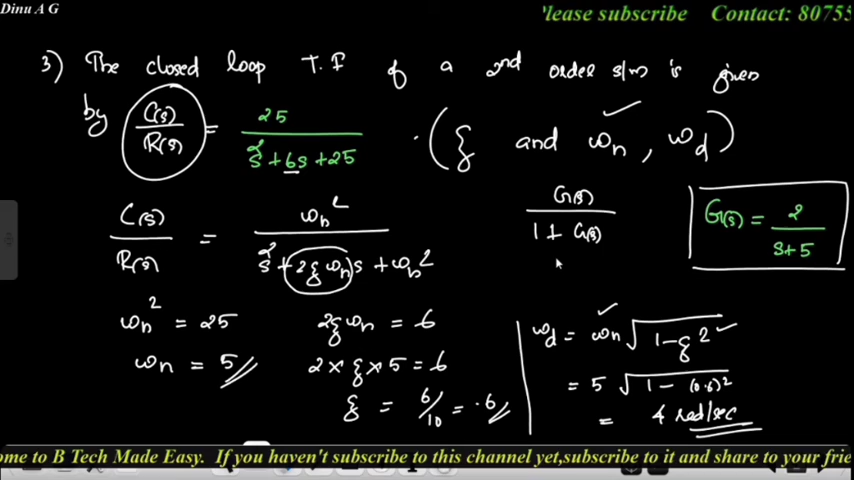 Dinu A G
'lease subscribe Contact: 80755
3) The closed loop T.F of a 2nd order s/m is given
by C(s)/R(s) = 25/(s²+6s+25) . (ξ and ωn, ωd)
C(s)/R(s) = ωn²/(s²+2ξωns+ωn²)
G(s)/(1 ± G(s))
G(s) = 2/(s+5)
ωn² = 25
ωn = 5
2ξωn = 6
2×ξ×5 = 6
ξ = 6/10 = .6
ωd = ωn√(1-ξ2)
= 5√(1-(0.6)²)
= 4 rad/sec
ome to B Tech Made Easy. If you haven't subscribe to this channel yet,subscribe to it and share to your frie